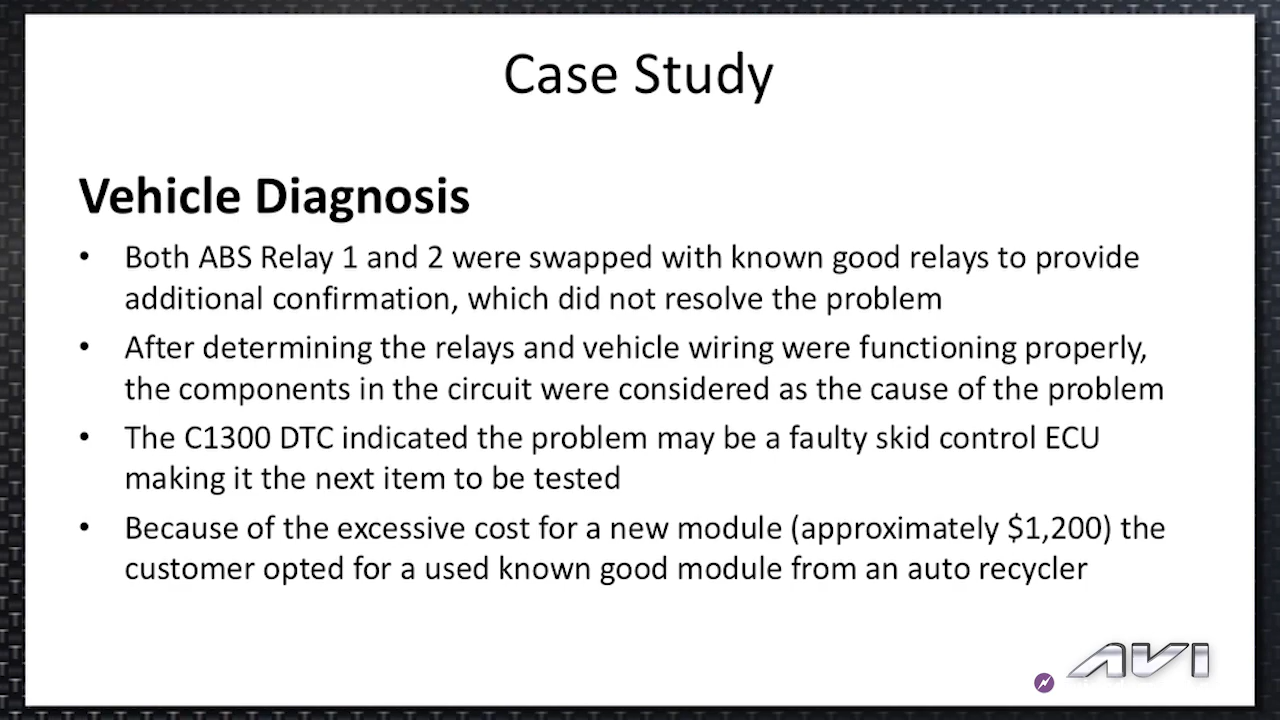 Case Study
Vehicle Diagnosis
• Both ABS Relay 1 and 2 were swapped with known good relays to provide
additional confirmation, which did not resolve the problem
• After determining the relays and vehicle wiring were functioning properly,
the components in the circuit were considered as the cause of the problem
• The C1300 DTC indicated the problem may be a faulty skid control ECU
making it the next item to be tested
• Because of the excessive cost for a new module (approximately $1,200) the
customer opted for a used known good module from an auto recycler
AVI